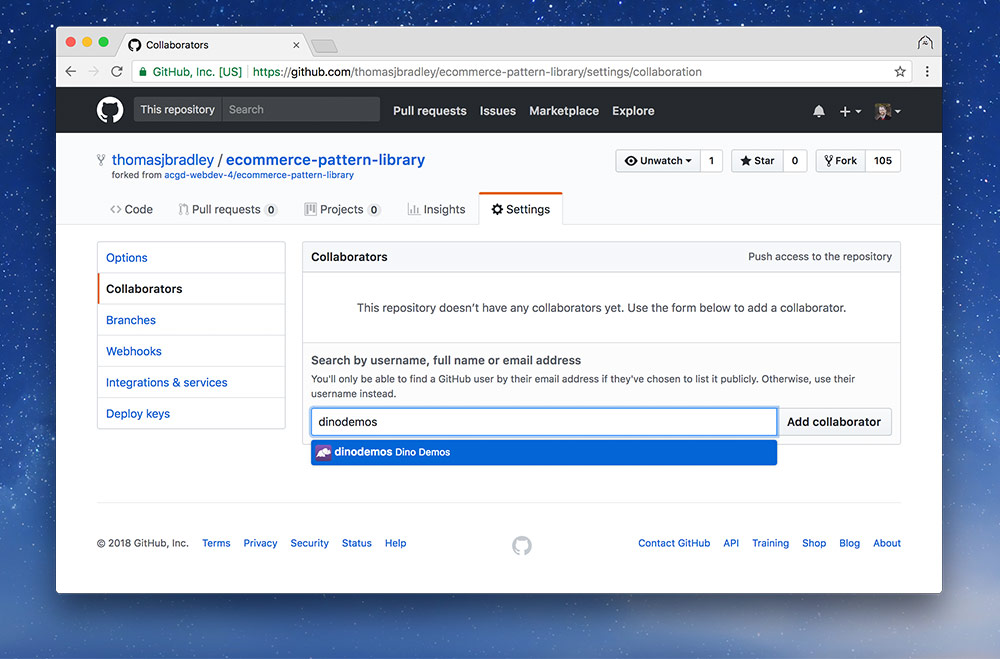 Collaborators
GitHub, Inc. [US] https://github.com/thomasjbradley/ecommerce-pattern-library/settings/collaboration
This repository Search Pull requests Issues Marketplace Explore
thomasjbradley / ecommerce-pattern-library Unwatch 1 Star 0 Fork 105
forked from acgd-webdev-4/ecommerce-pattern-library
Code Pull requests 0 Projects 0 Insights Settings
Options
Collaborators
Branches
Webhooks
Integrations & services
Deploy keys
Collaborators Push access to the repository
This repository doesn’t have any collaborators yet. Use the form below to add a collaborator.
Search by username, full name or email address
You'll only be able to find a GitHub user by their email address if they've chosen to list it publicly. Otherwise, use their
username instead.
dinodemos Add collaborator
dinodemos Dino Demos
© 2018 GitHub, Inc. Terms Privacy Security Status Help Contact GitHub API Training Shop Blog About